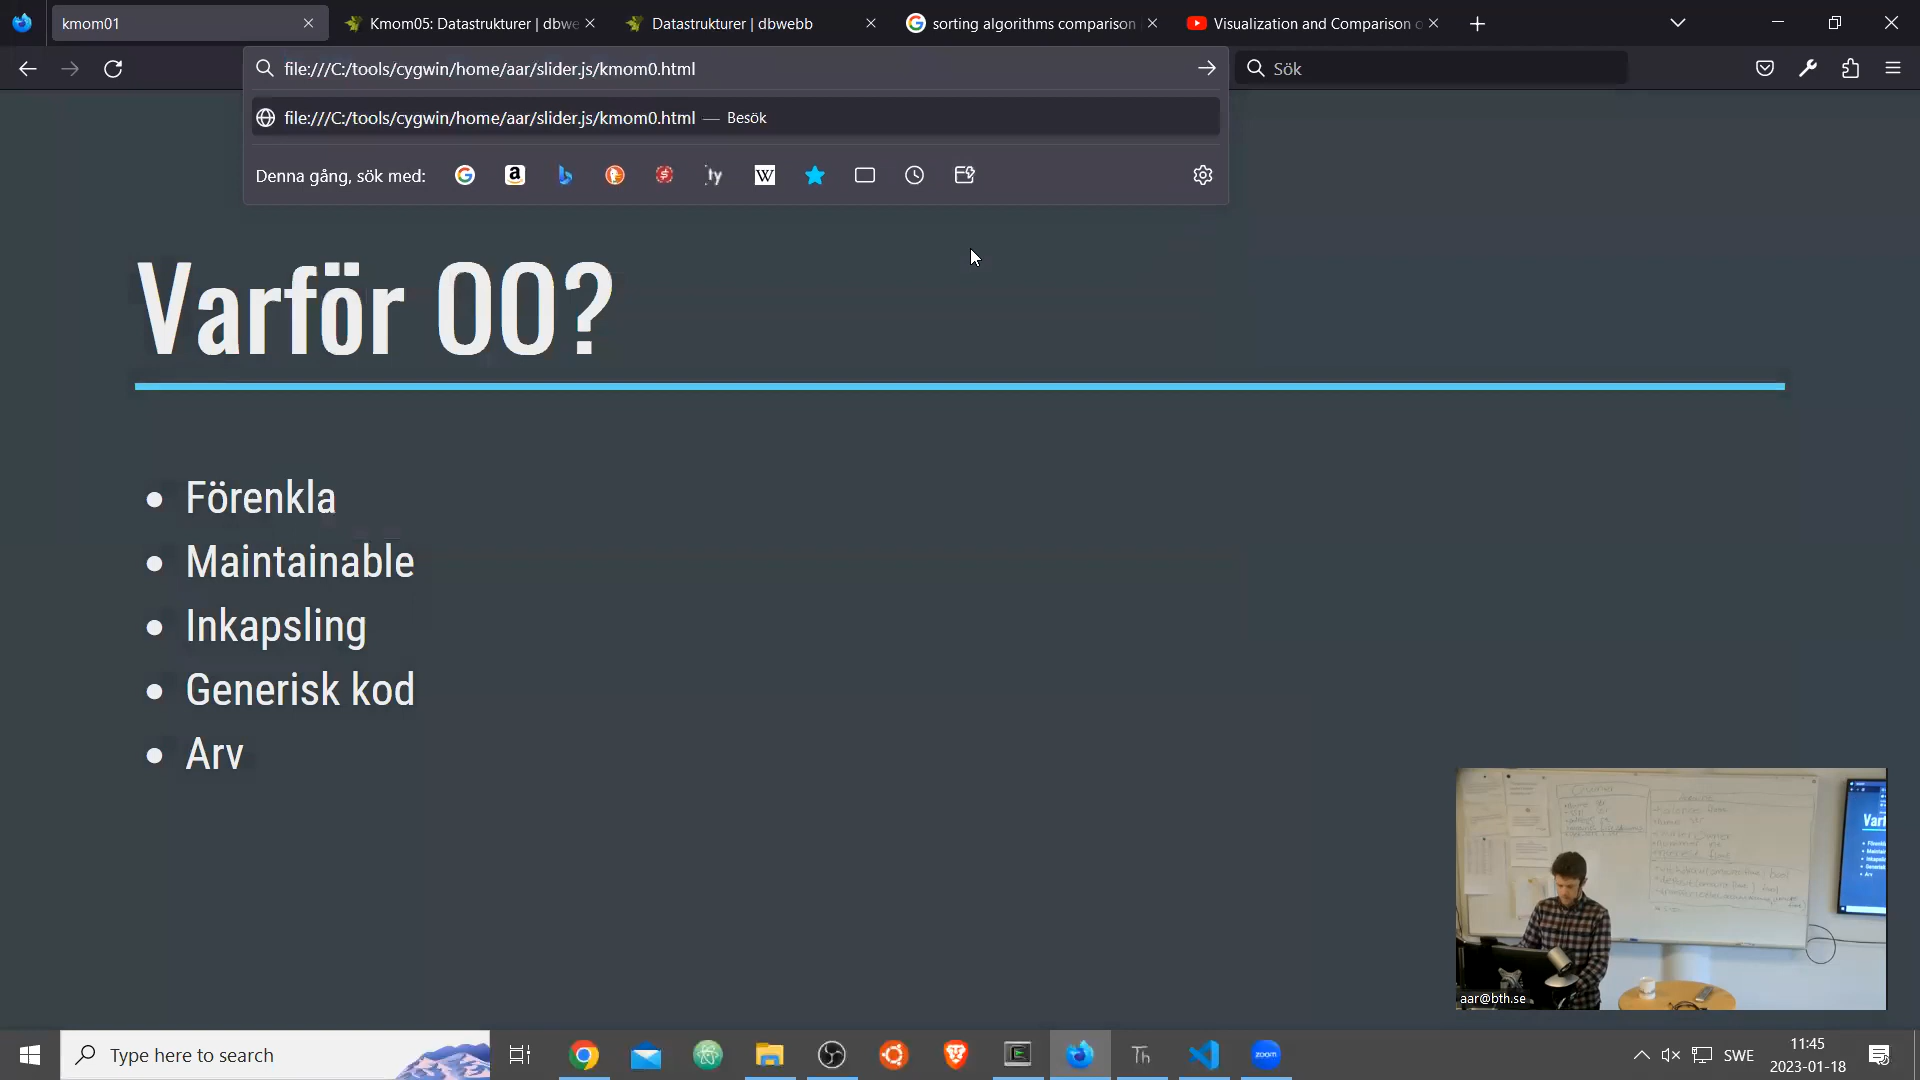 kmom01
Kmom05: Datastrukturer | dbwe
Datastrukturer | dbwebb
sorting algorithms comparison
Visualization and Comparison o
file:///C:/tools/cygwin/home/aar/slider.js/kmom0.html
Sök
file:///C:/tools/cygwin/home/aar/slider.js/kmom0.html — Besök
Denna gång, sök med:
Varför OO?
Förenkla
Maintainable
Inkapsling
Generisk kod
Arv
aar@bth.se
Type here to search
Th
zoom
SWE
11:45
2023-01-18